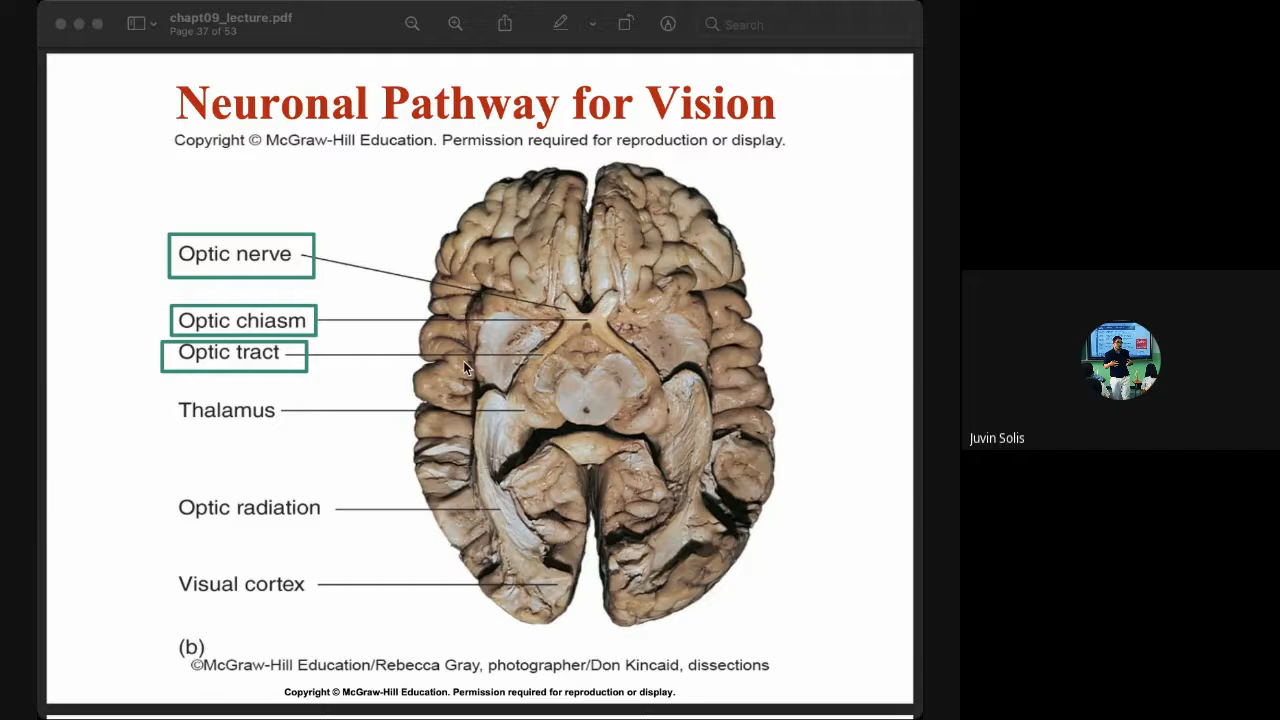 chapt09_lecture.pdf
Page 37 of 53
Search
Neuronal Pathway for Vision
Copyright © McGraw-Hill Education. Permission required for reproduction or display.
Optic nerve
Optic chiasm
Optic tract
Thalamus
Optic radiation
Visual cortex
(b)
©McGraw-Hill Education/Rebecca Gray, photographer/Don Kincaid, dissections
Copyright © McGraw-Hill Education. Permission required for reproduction or display.
Juvin Solis